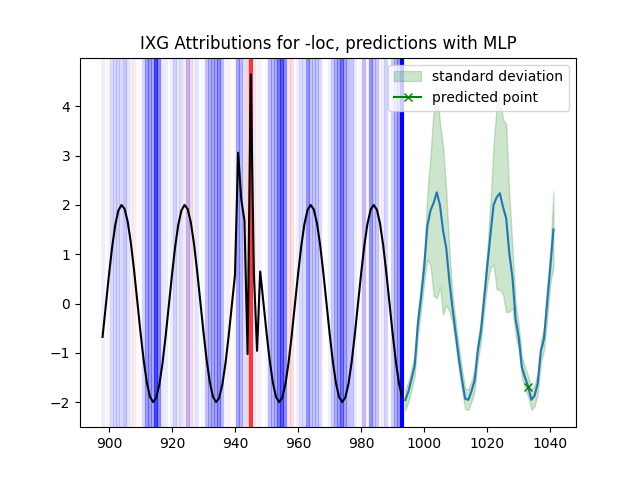 IXG Attributions for -loc, predictions with MLP
standard deviation
predicted point
4
3
2
1
0
−1
−2
900 920 940 960 980 1000 1020 1040